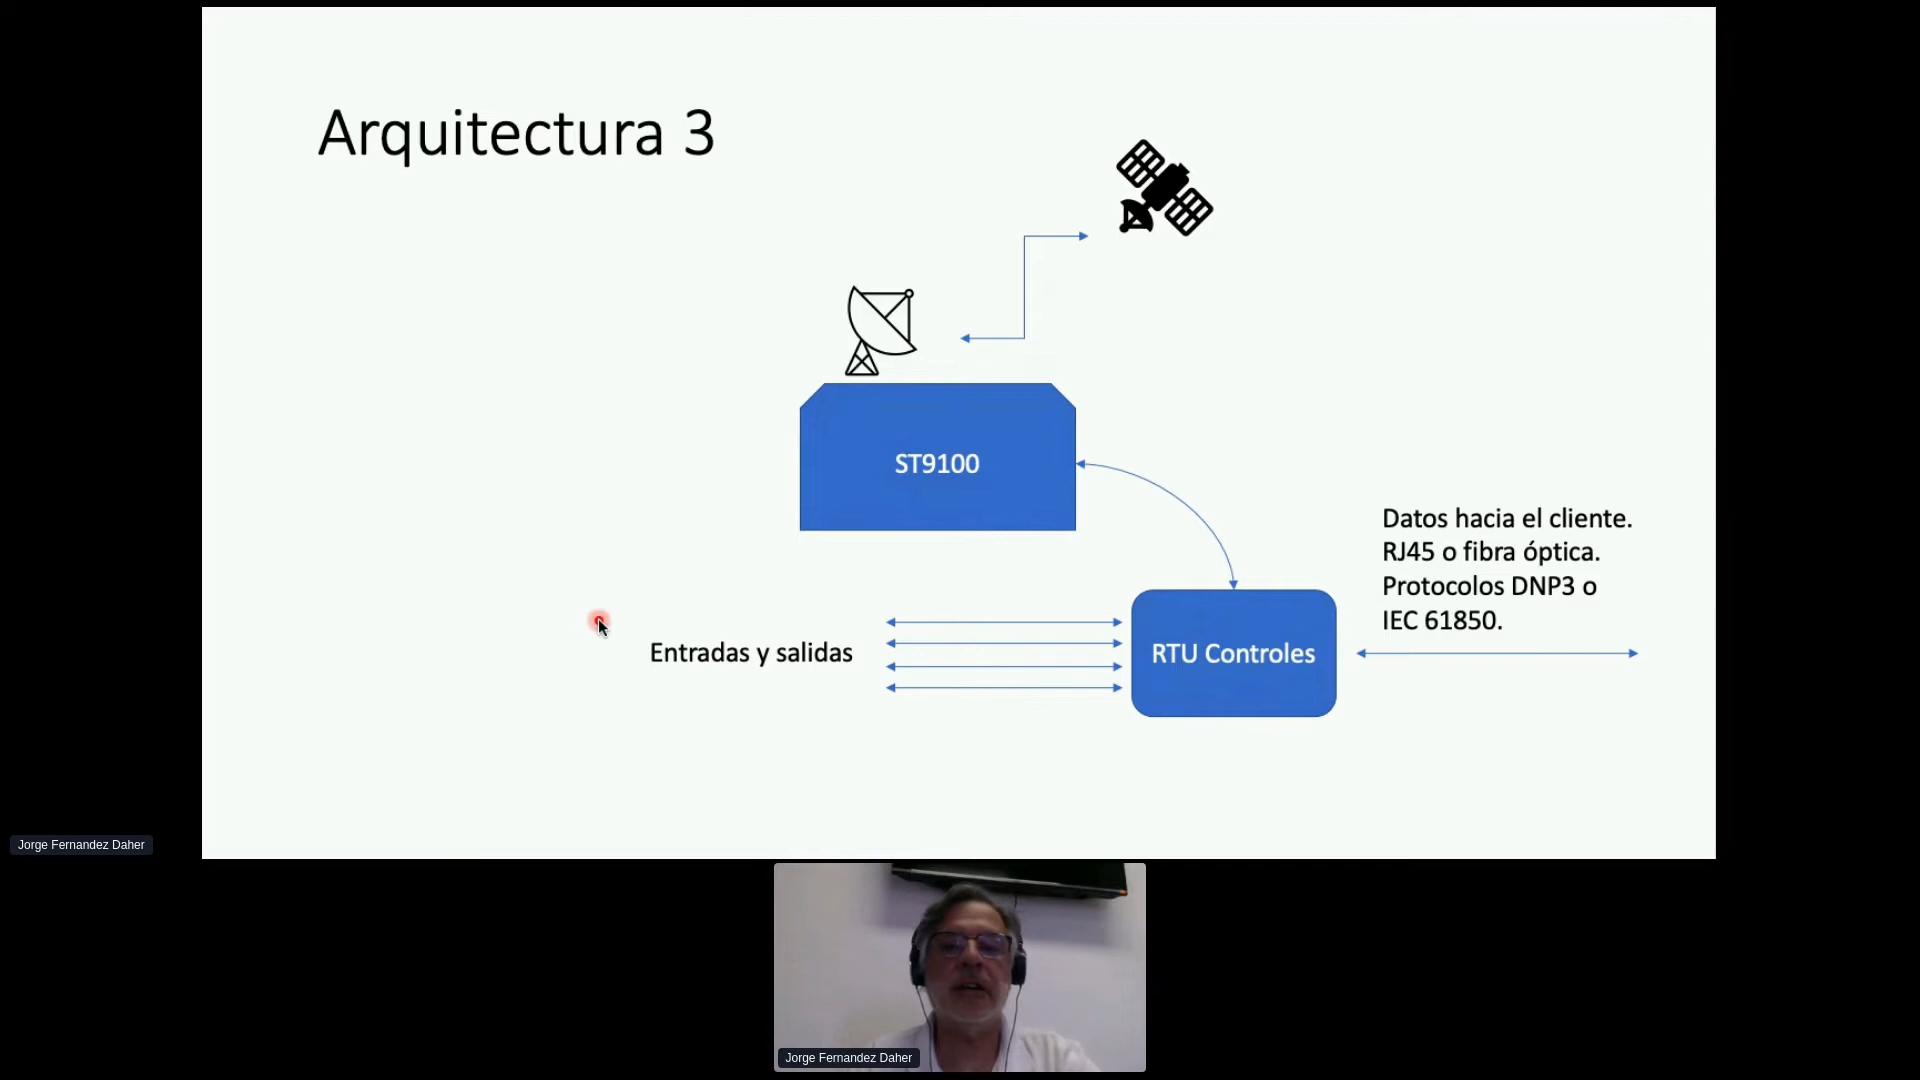 Arquitectura 3
ST9100
Datos hacia el cliente.
RJ45 o fibra óptica.
Protocolos DNP3 o
IEC 61850.
Entradas y salidas
RTU Controles
Jorge Fernandez Daher
Jorge Fernandez Daher